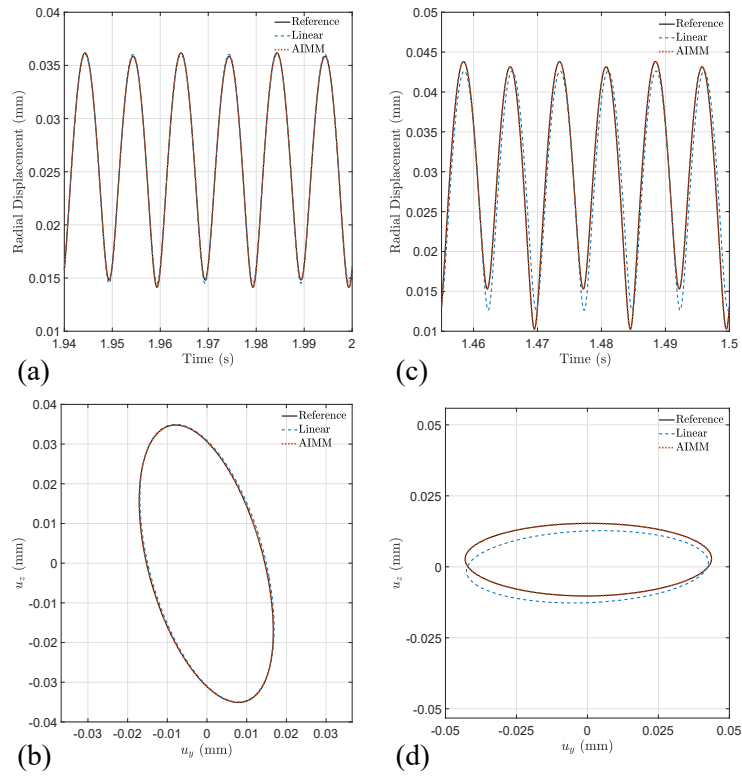 0.04
0.035
0.03
0.025
0.02
0.015
0.01
Radial Displacement (mm)
Reference
Linear
AIMM
1.94 1.95 1.96 1.97 1.98 1.99 2
Time (s)
(a)
0.05
0.045
0.04
0.035
0.03
0.025
0.02
0.015
0.01
Radial Displacement (mm)
Reference
Linear
AIMM
1.46 1.47 1.48 1.49 1.5
Time (s)
(c)
0.04
0.03
0.02
0.01
0
-0.01
-0.02
-0.03
-0.04
u_z (mm)
Reference
Linear
AIMM
-0.03 -0.02 -0.01 0 0.01 0.02 0.03
u_y (mm)
(b)
0.05
0.025
0
-0.025
-0.05
u_z (mm)
Reference
Linear
AIMM
-0.05 -0.025 0 0.025 0.05
u_y (mm)
(d)